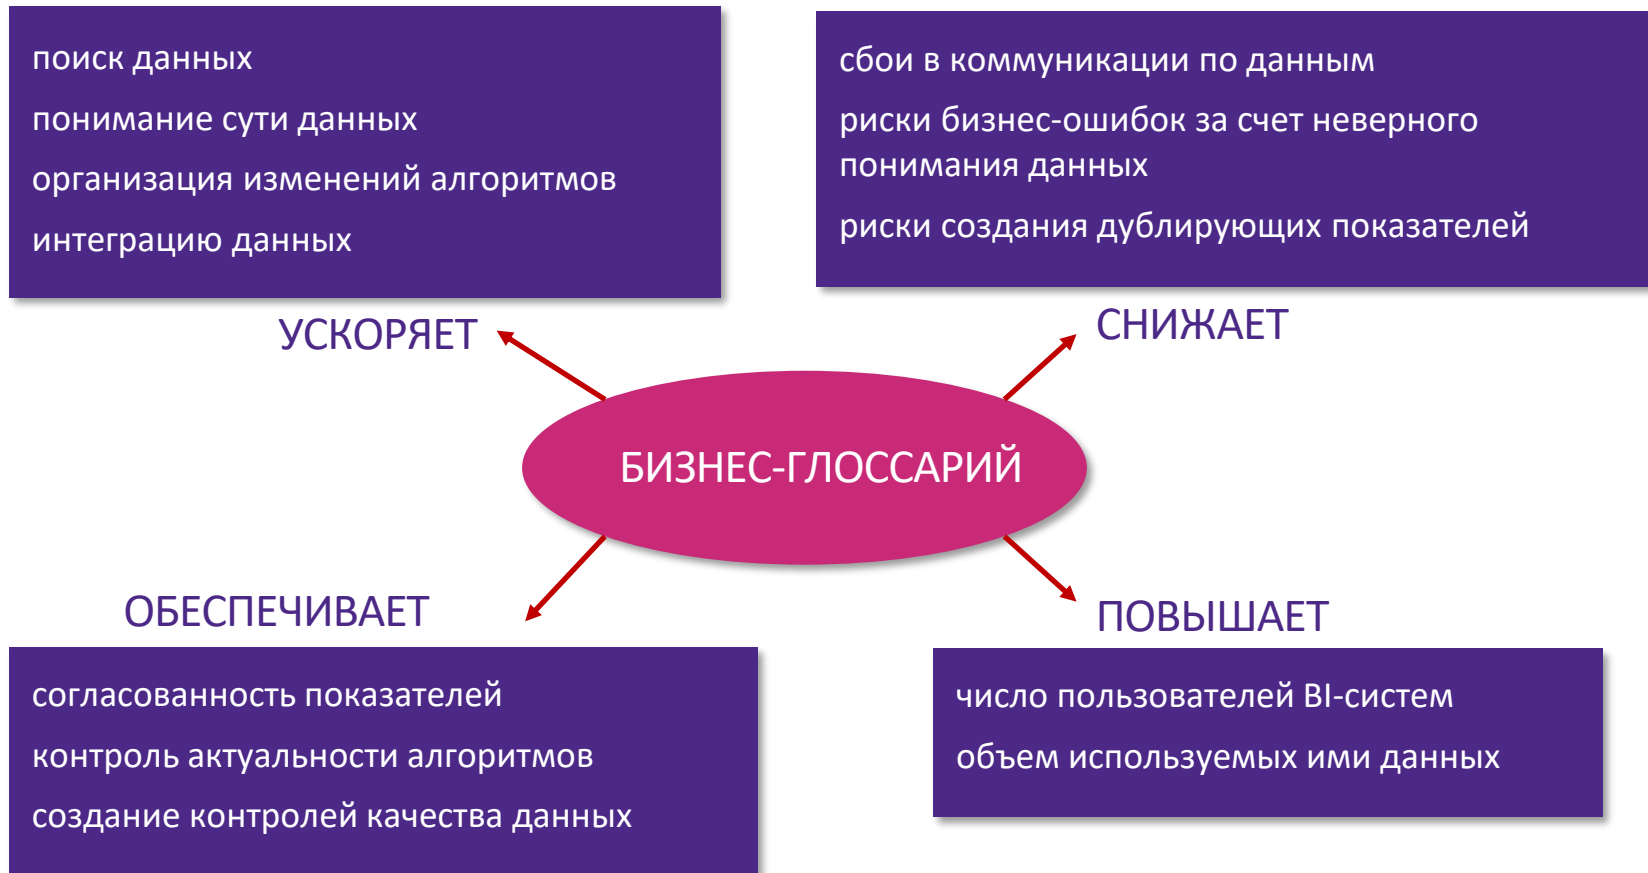 поиск данных
понимание сути данных
организация изменений алгоритмов
интеграцию данных
УСКОРЯЕТ
сбои в коммуникации по данным
риски бизнес-ошибок за счет неверного
понимания данных
риски создания дублирующих показателей
СНИЖАЕТ
БИЗНЕС-ГЛОССАРИЙ
ОБЕСПЕЧИВАЕТ
согласованность показателей
контроль актуальности алгоритмов
создание контролей качества данных
ПОВЫШАЕТ
число пользователей BI-систем
объем используемых ими данных